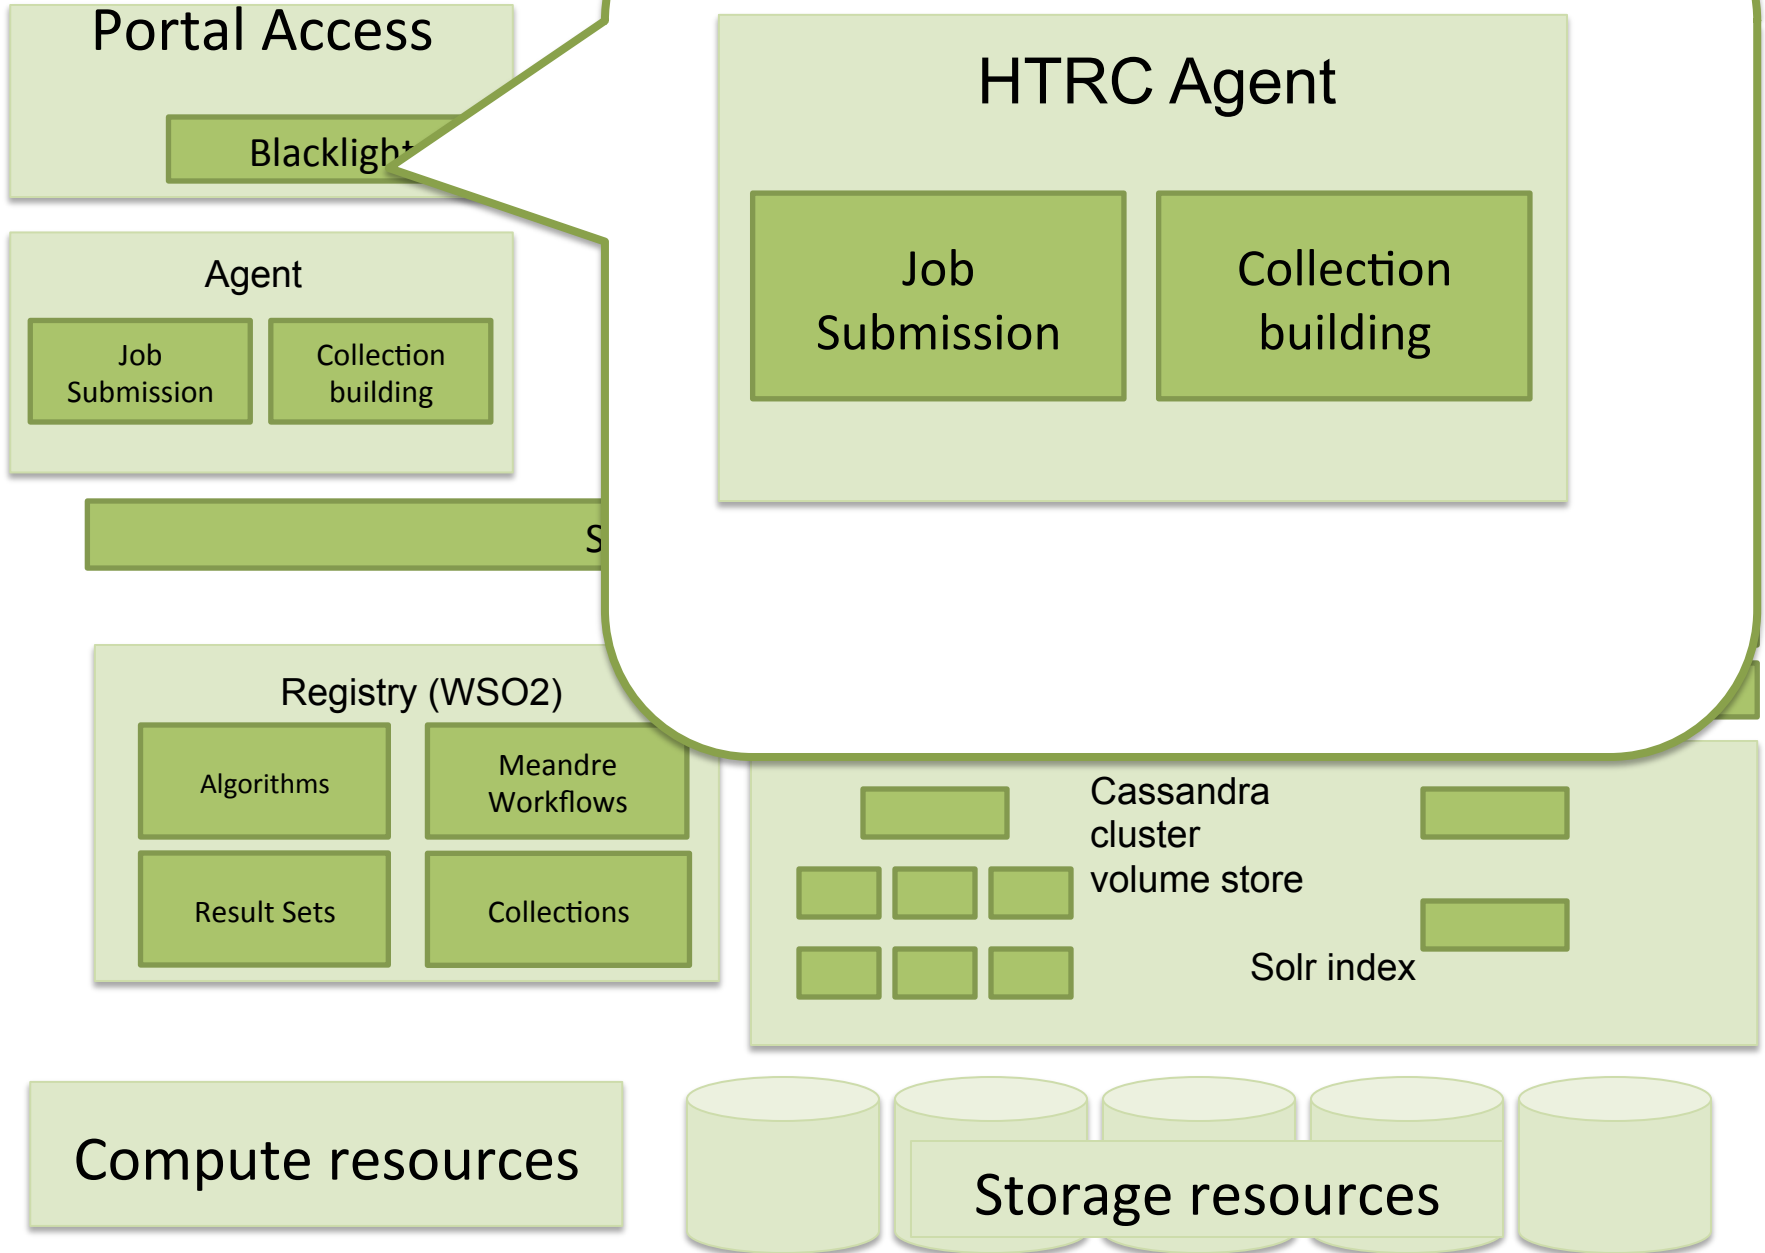 Portal Access
Blacklight
HTRC Agent
Job
Submission
Collection
building
Agent
Job
Submission
Collection
building
S
Registry (WSO2)
Algorithms
Meandre
Workflows
Result Sets
Collections
Cassandra
cluster
volume store
Solr index
Compute resources
Storage resources